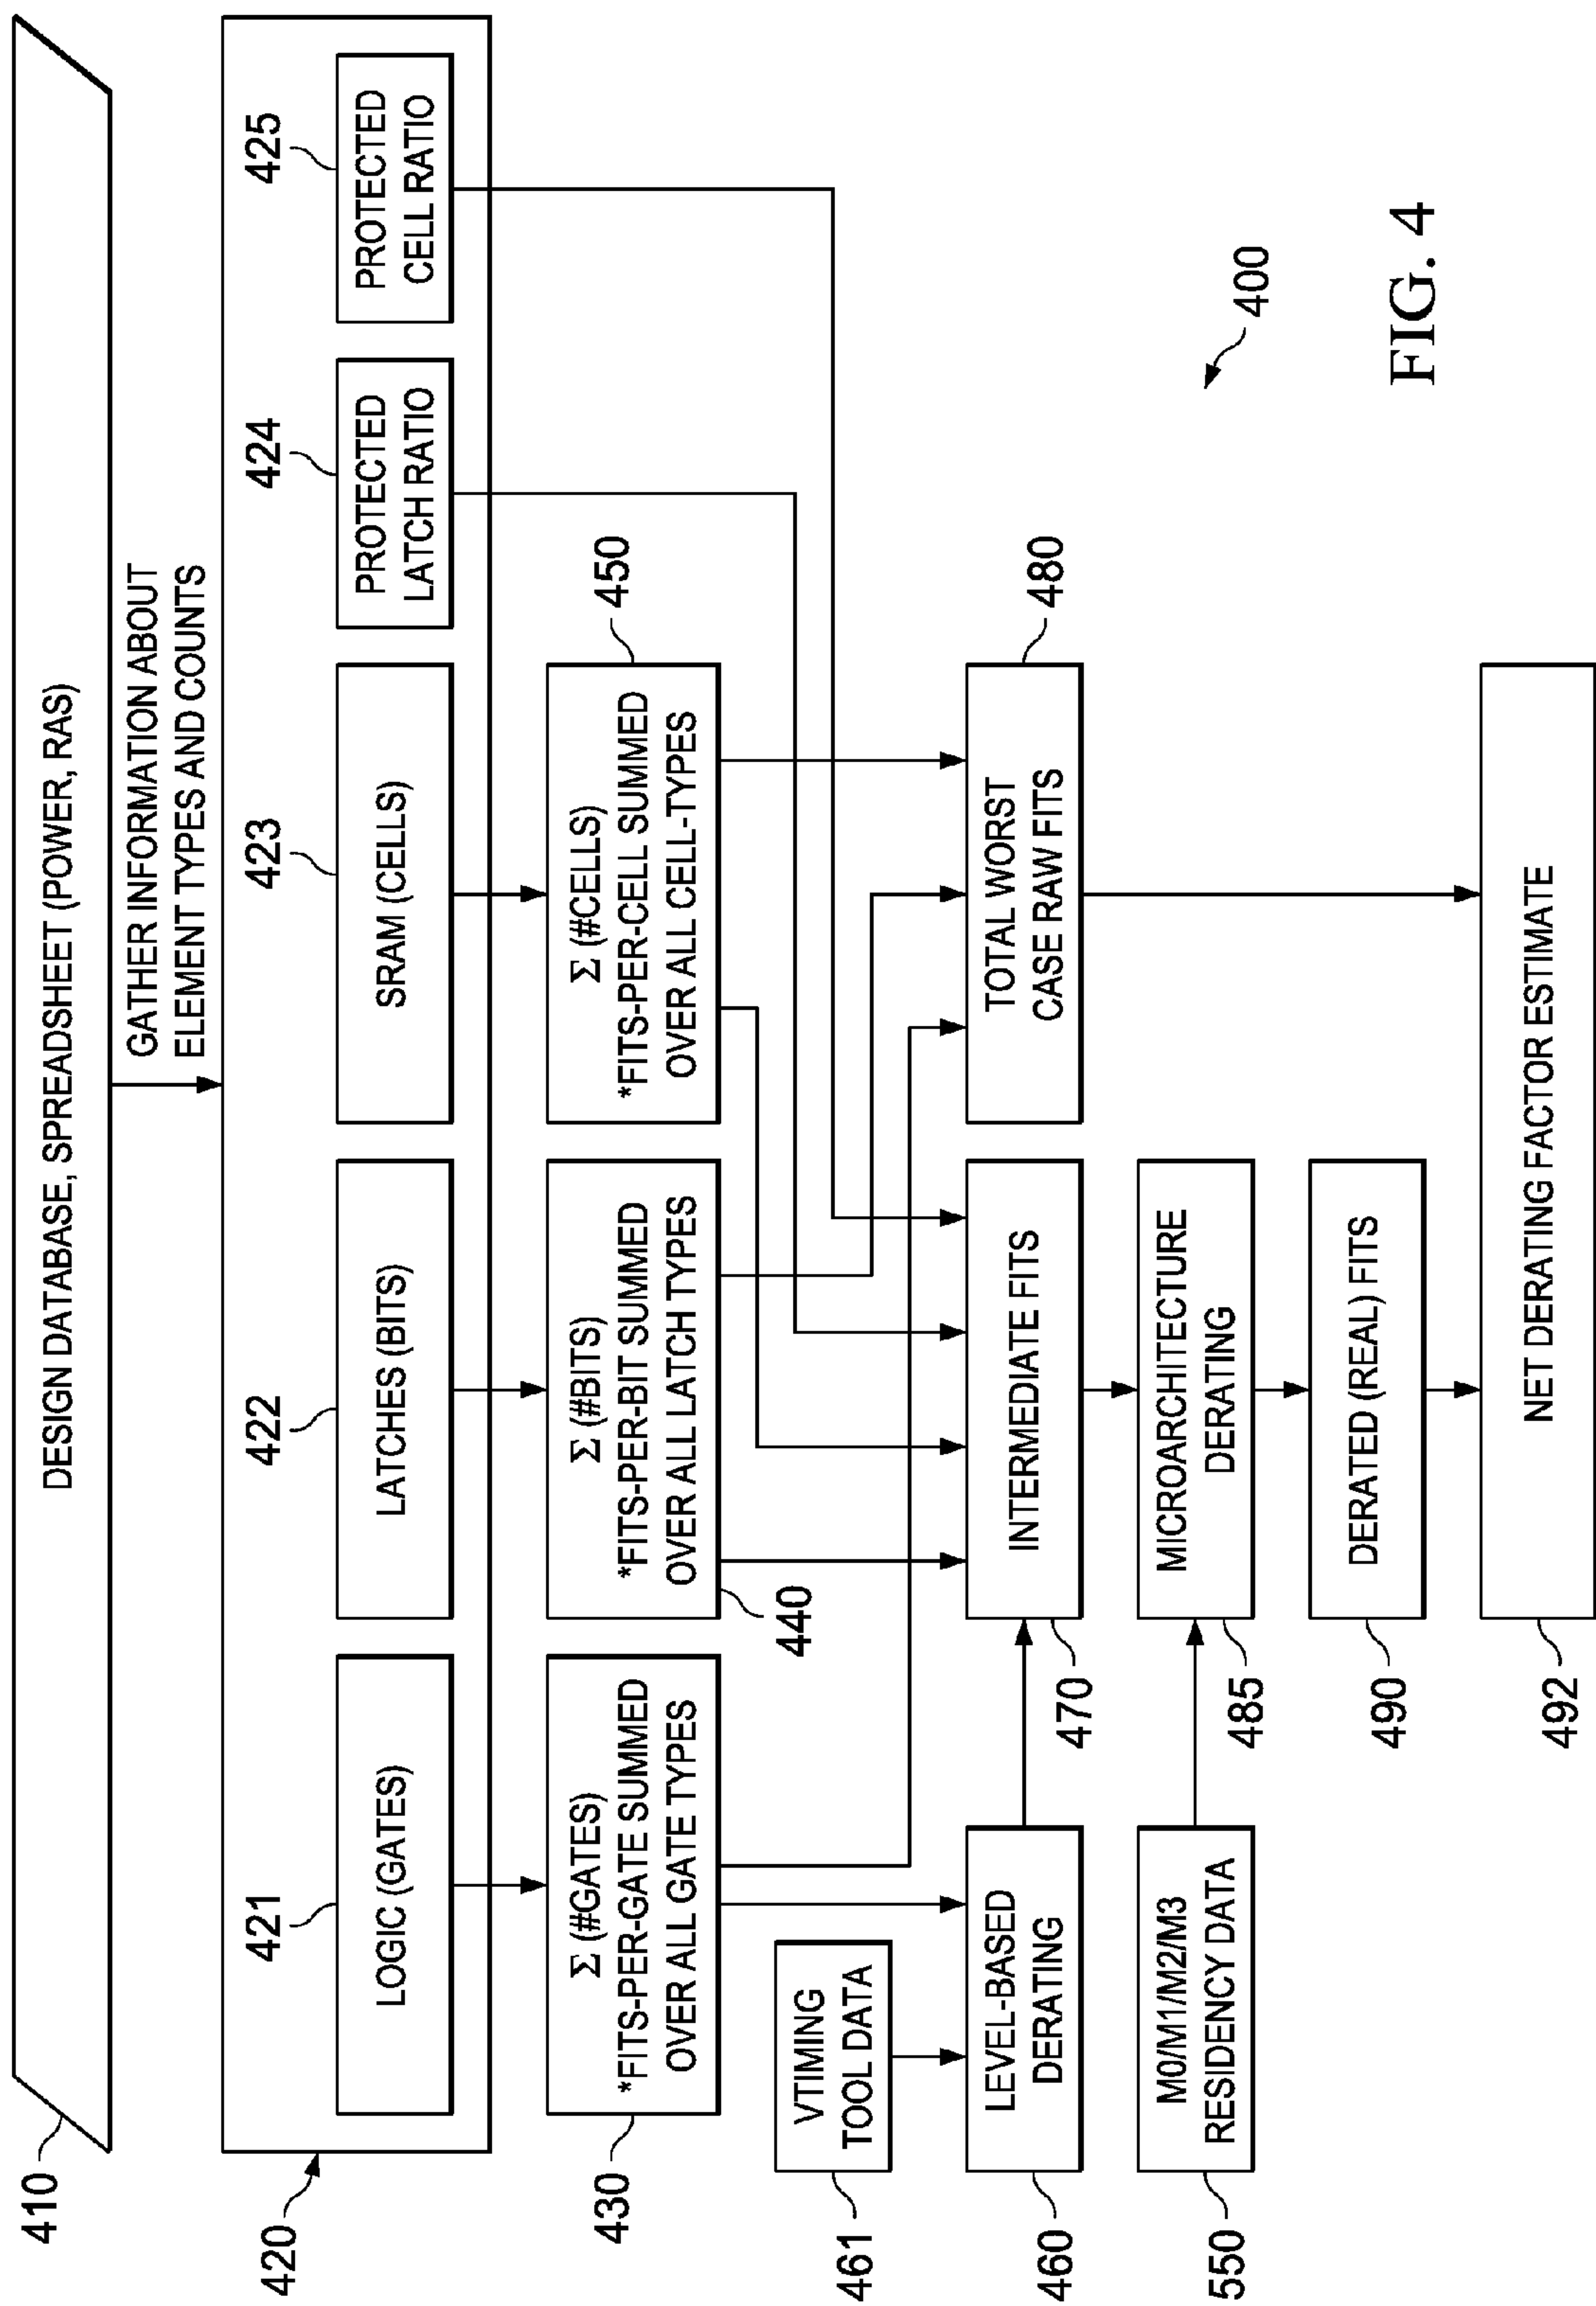 410
DESIGN DATABASE, SPREADSHEET (POWER, RAS)
GATHER INFORMATION ABOUT
ELEMENT TYPES AND COUNTS
420
421
LOGIC (GATES)
422
LATCHES (BITS)
423
SRAM (CELLS)
424
PROTECTED
LATCH RATIO
425
PROTECTED
CELL RATIO
430
Σ (#GATES)
*FITS-PER-GATE SUMMED
OVER ALL GATE TYPES
440
Σ (#BITS)
*FITS-PER-BIT SUMMED
OVER ALL LATCH TYPES
450
Σ (#CELLS)
*FITS-PER-CELL SUMMED
OVER ALL CELL-TYPES
461
VTIMING
TOOL DATA
460
LEVEL-BASED
DERATING
470
INTERMEDIATE FITS
480
TOTAL WORST
CASE RAW FITS
550
M0/M1/M2/M3
RESIDENCY DATA
485
MICROARCHITECTURE
DERATING
490
DERATED (REAL) FITS
492
NET DERATING FACTOR ESTIMATE
400
FIG. 4